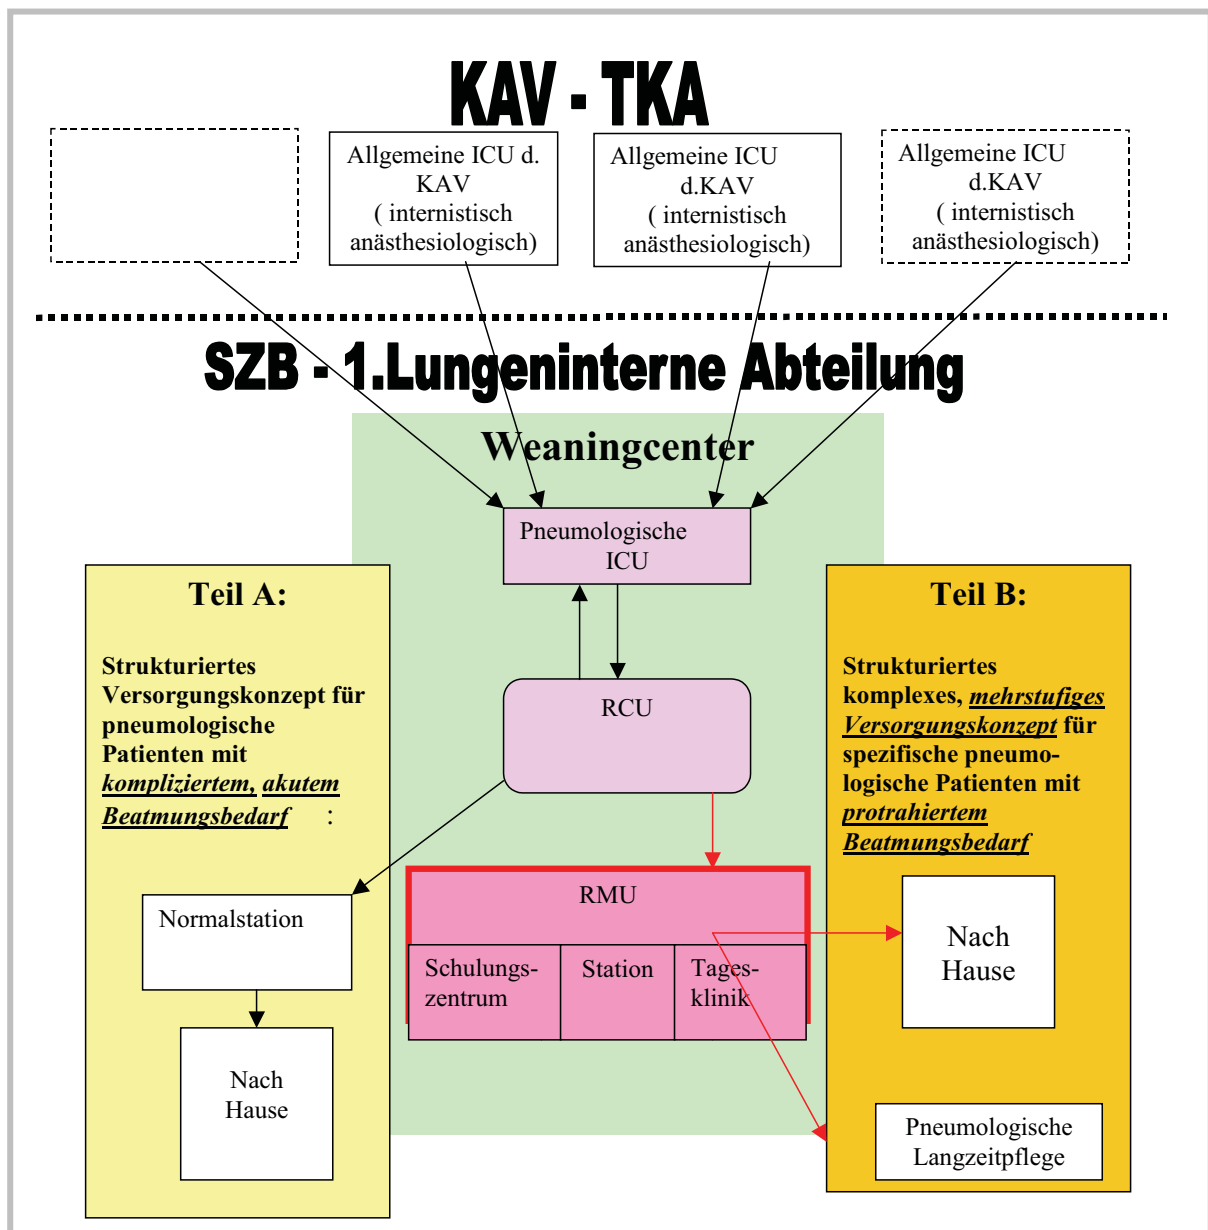 KAV - TKA
Allgemeine ICU d.
KAV
( internistisch
anästhesiologisch)
Allgemeine ICU
d.KAV
( internistisch
anästhesiologisch)
Allgemeine ICU
d.KAV
( internistisch
anästhesiologisch)
SZB - 1.Lungeninterne Abteilung
Weaningcenter
Pneumologische
ICU
Teil A:
Strukturiertes
Versorgungskonzept für
pneumologische
Patienten mit
kompliziertem, akutem
Beatmungsbedarf :
Normalstation
Nach
Hause
RCU
RMU
Schulungs-
zentrum
Station
Tages-
klinik
Teil B:
Strukturiertes
komplexes, mehrstufiges
Versorgungskonzept für
spezifische pneumo-
logische Patienten mit
protrahiertem
Beatmungsbedarf
Nach
Hause
Pneumologische
Langzeitpflege